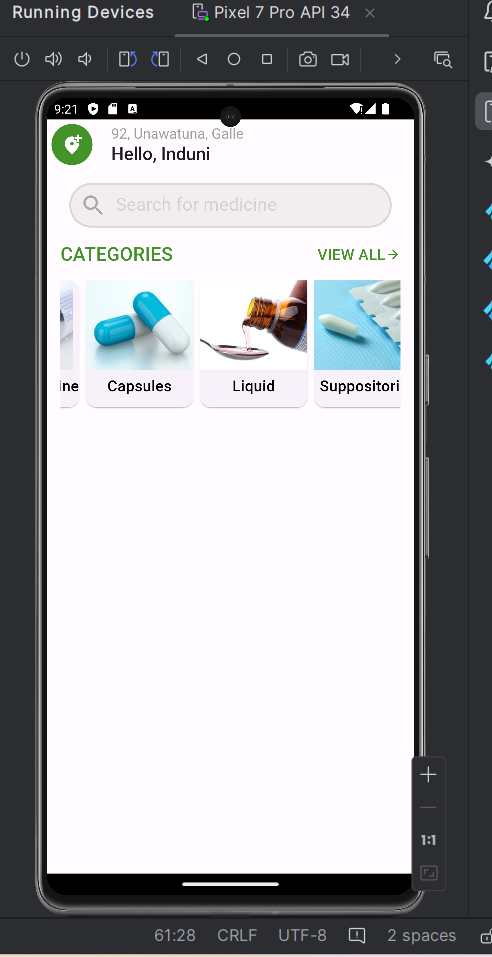 Running Devices
Pixel 7 Pro API 34
9:21
A
92, Unawatuna, Galle
Hello, Induni
Search for medicine
CATEGORIES
VIEW ALL
ine
Capsules
Liquid
Suppositori
1:1
61:28 CRLF UTF-8 2 spaces